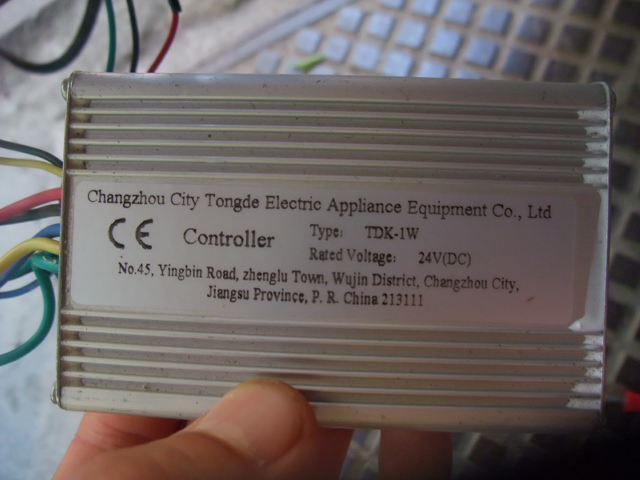 Changzhou City Tongde Electric Appliance Equipment Co., Ltd
CE Controller Type: TDK-1W
Rated Voltage: 24V(DC)
No.45, Yingbin Road, zhenglu Town, Wujin District, Changzhou City,
Jiangsu Province, P. R. China 213111